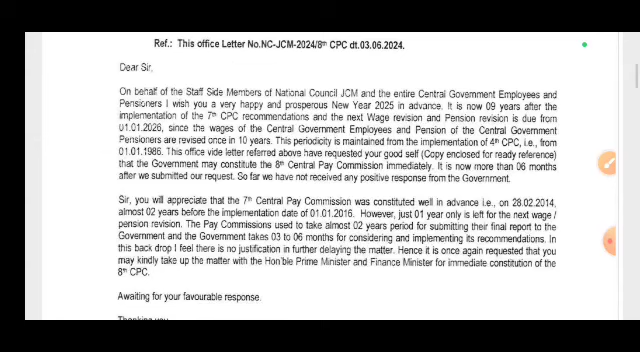 Ref.: This office Letter No.NC-JCM-2024/8th CPC dt.03.06.2024.
Dear Sir,
On behalf of the Staff Side Members of National Council JCM and the entire Central Government Employees and
Pensioners I wish you a very happy and prosperous New Year 2025 in advance. It is now 09 years after the
implementation of the 7th CPC recommendations and the next Wage revision and Pension revision is due from
01.01.2026, since the wages of the Central Government Employees and Pension of the Central Government
Pensioners are revised once in 10 years. This periodicity is maintained from the implementation of 4th CPC, i.e., from
01.01.1986. This office vide letter referred above have requested your good self (Copy enclosed for ready reference)
that the Government may constitute the 8th Central Pay Commission immediately. It is now more than 06 months
after we submitted our request. So far we have not received any positive response from the Government.
Sir, you will appreciate that the 7th Central Pay Commission was constituted well in advance i.e., on 28.02.2014,
almost 02 years before the implementation date of 01.01.2016. However, just 01 year only is left for the next wage /
pension revision. The Pay Commissions used to take almost 02 years period for submitting their final report to the
Government and the Government takes 03 to 06 months for considering and implementing its recommendations. In
this back drop I feel there is no justification in further delaying the matter. Hence it is once again requested that you
may kindly take up the matter with the Hon'ble Prime Minister and Finance Minister for immediate constitution of the
8th CPC.
Awaiting for your favourable response.
Thanking you